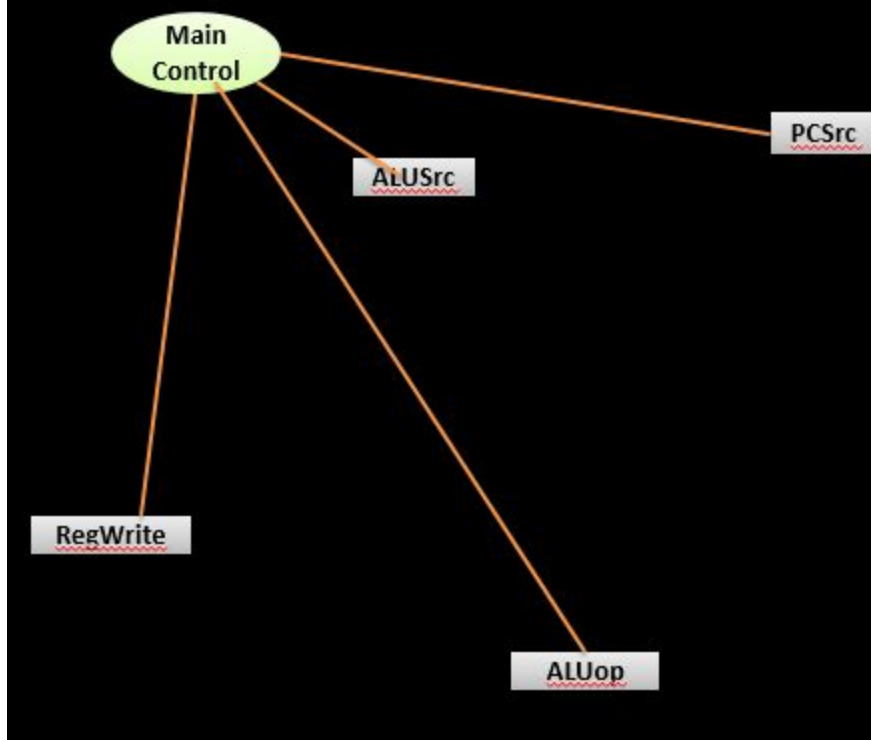 Main
Control
PCSrc
ALUSrc
RegWrite
ALUop